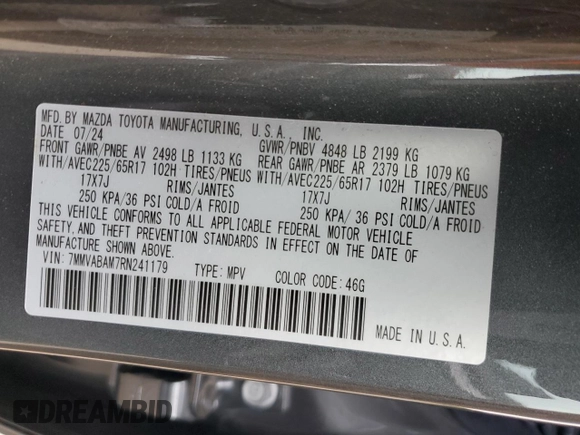 MFD. BY MAZDA TOYOTA MANUFACTURING, U.S.A., INC.
DATE 07/24 GVWR/PNBV 4848 LB 2199 KG
FRONT GAWR/PNBE AV 2498 LB 1133 KG REAR GAWR/PNBE AR 2379 LB 1079 KG
WITH/AVEC225/65R17 102H TIRES/PNEUS WITH/AVEC225/65R17 102H TIRES/PNEUS
17X7J RIMS/JANTES 17X7J RIMS/JANTES
250 KPA/36 PSI COLD/A FROID 250 KPA/ 36 PSI COLD/A FROID
THIS VEHICLE CONFORMS TO ALL APPLICABLE FEDERAL MOTOR VEHICLE
SAFETY, AND THEFT PREVENTION STANDARDS IN EFFECT ON THE DATE OF
MANUFACTURE SHOWN ABOVE.
VIN: 7MMVABAM7RN241179 TYPE: MPV COLOR CODE: 46G
MADE IN U.S.A.
DREAMBID